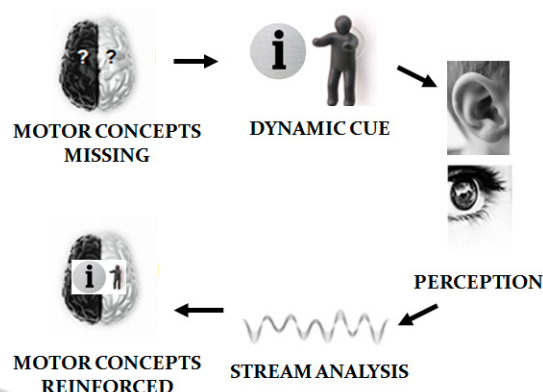 ? ?
i
MOTOR CONCEPTS
MISSING
DYNAMIC CUE
PERCEPTION
i
MOTOR CONCEPTS
REINFORCED
STREAM ANALYSIS